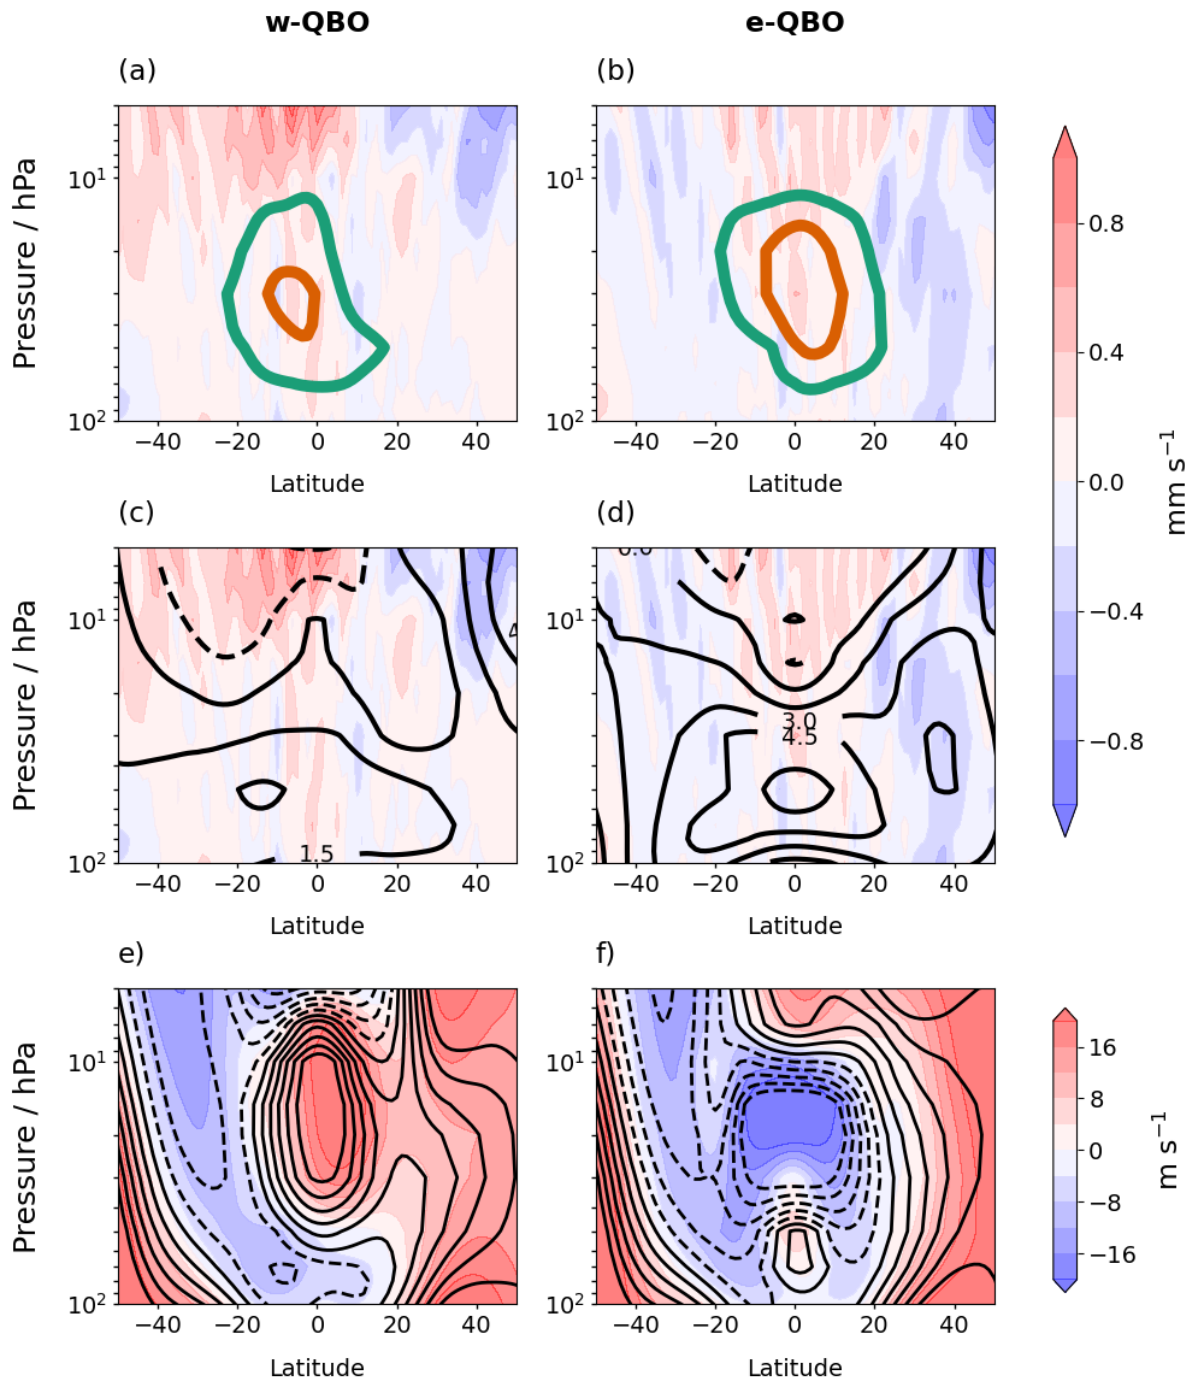 w-QBO e-QBO
(a) (b)
Pressure / hPa
10¹ 10¹
10² 10²
−40 −20 0 20 40 −40 −20 0 20 40
Latitude Latitude
0.8
0.4
0.0
−0.4
−0.8
mm s⁻¹
(c) (d)
Pressure / hPa
10¹ 4 10¹
3.0
4.5
10² 1.5 10²
−40 −20 0 20 40 −40 −20 0 20 40
Latitude Latitude
e) f)
Pressure / hPa
10¹ 10¹
10² 10²
−40 −20 0 20 40 −40 −20 0 20 40
Latitude Latitude
16
8
0
−8
−16
m s⁻¹